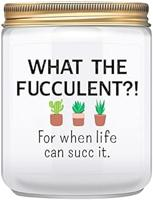 WHAT THE
FUCCULENT?!
For when life
can succ it.